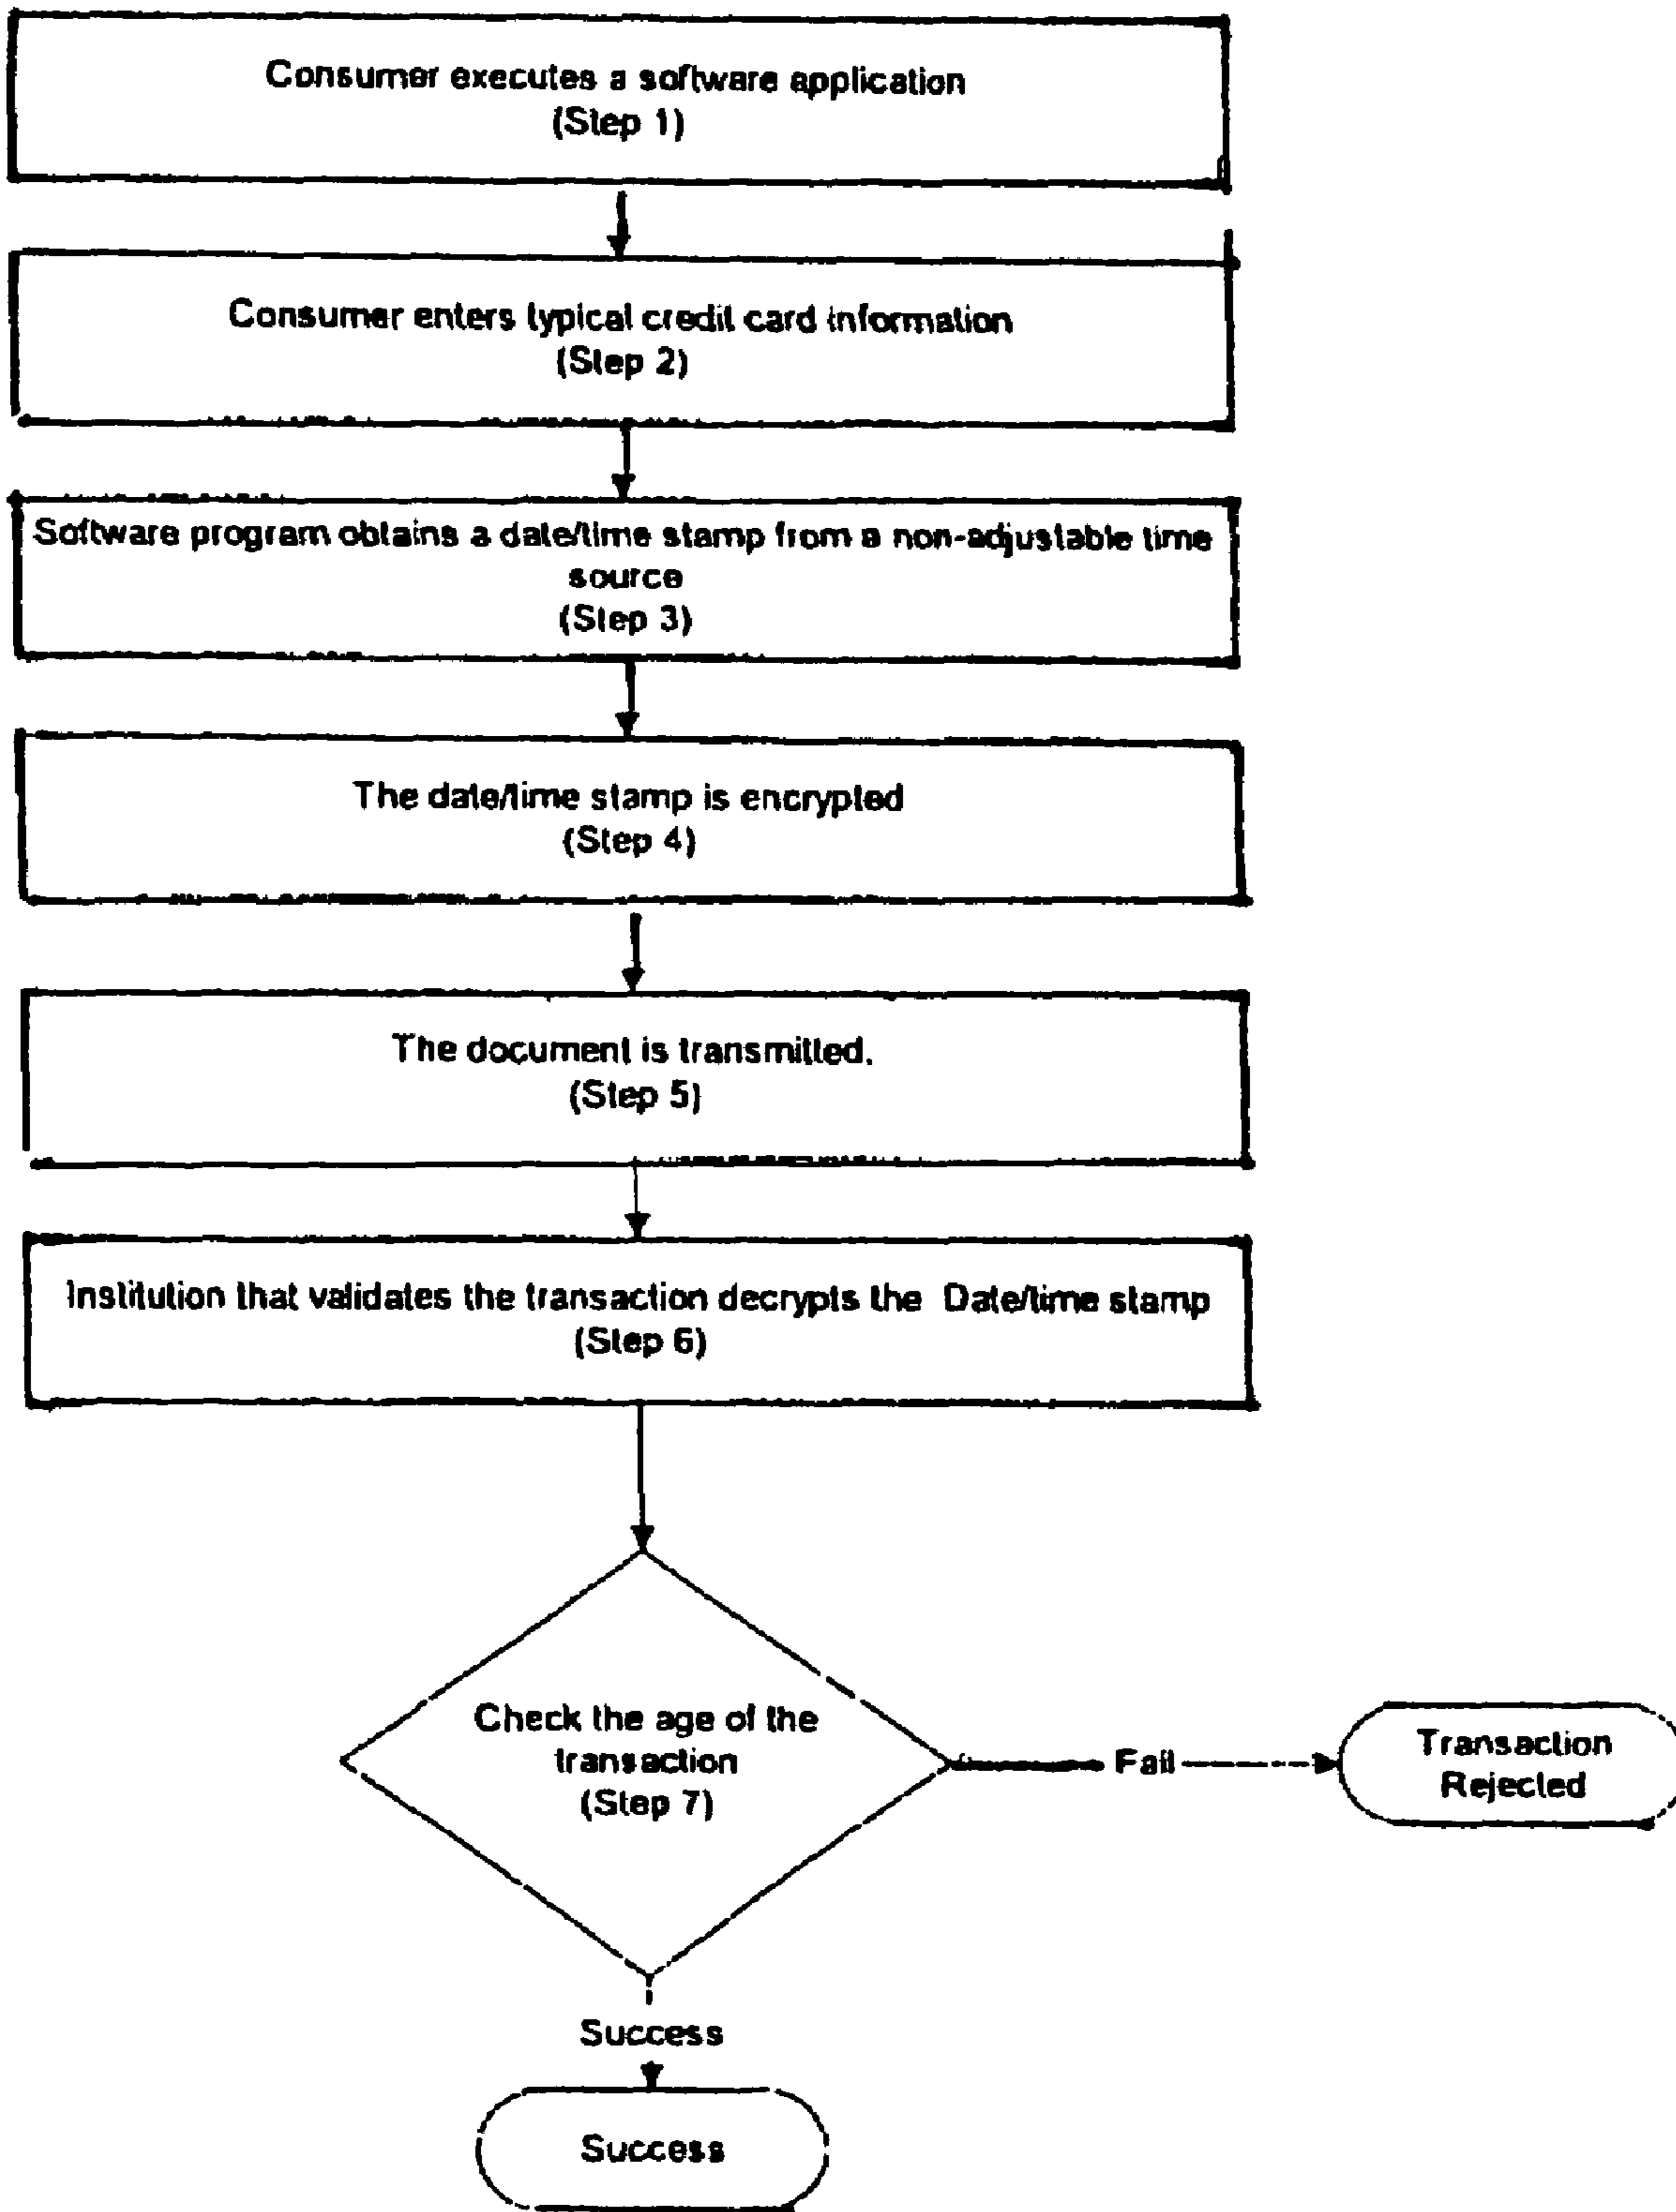 Consumer executes a software application
(Step 1)
Consumer enters typical credit card information
(Step 2)
Software program obtains a date/time stamp from a non-adjustable time
source
(Step 3)
The date/time stamp is encrypted
(Step 4)
The document is transmitted.
(Step 5)
Institution that validates the transaction decrypts the Date/time stamp
(Step 6)
Check the age of the
transaction
(Step 7)
Fail
Transaction
Rejected
Success
Success